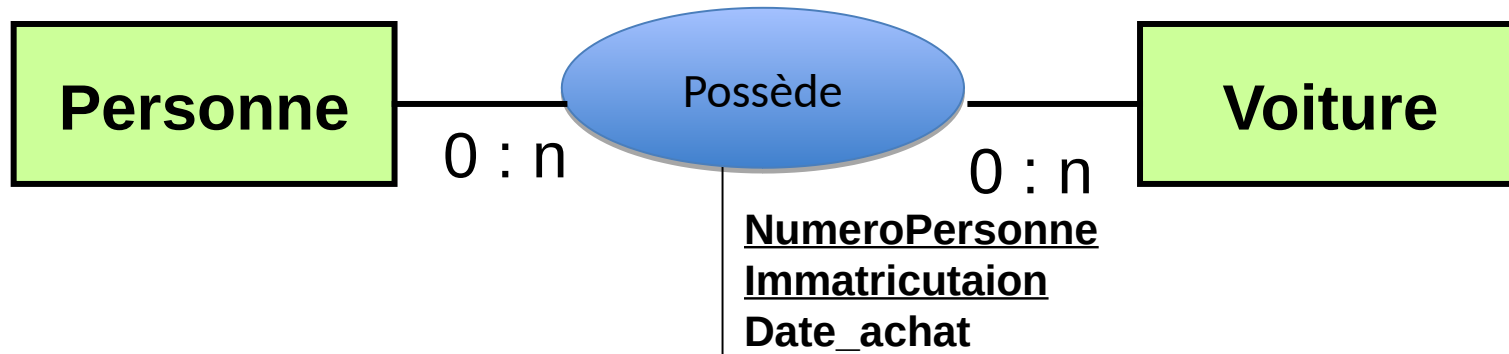 Personne
Possède
Voiture
0 : n
0 : n
NumeroPersonne
Immatricutaion
Date_achat